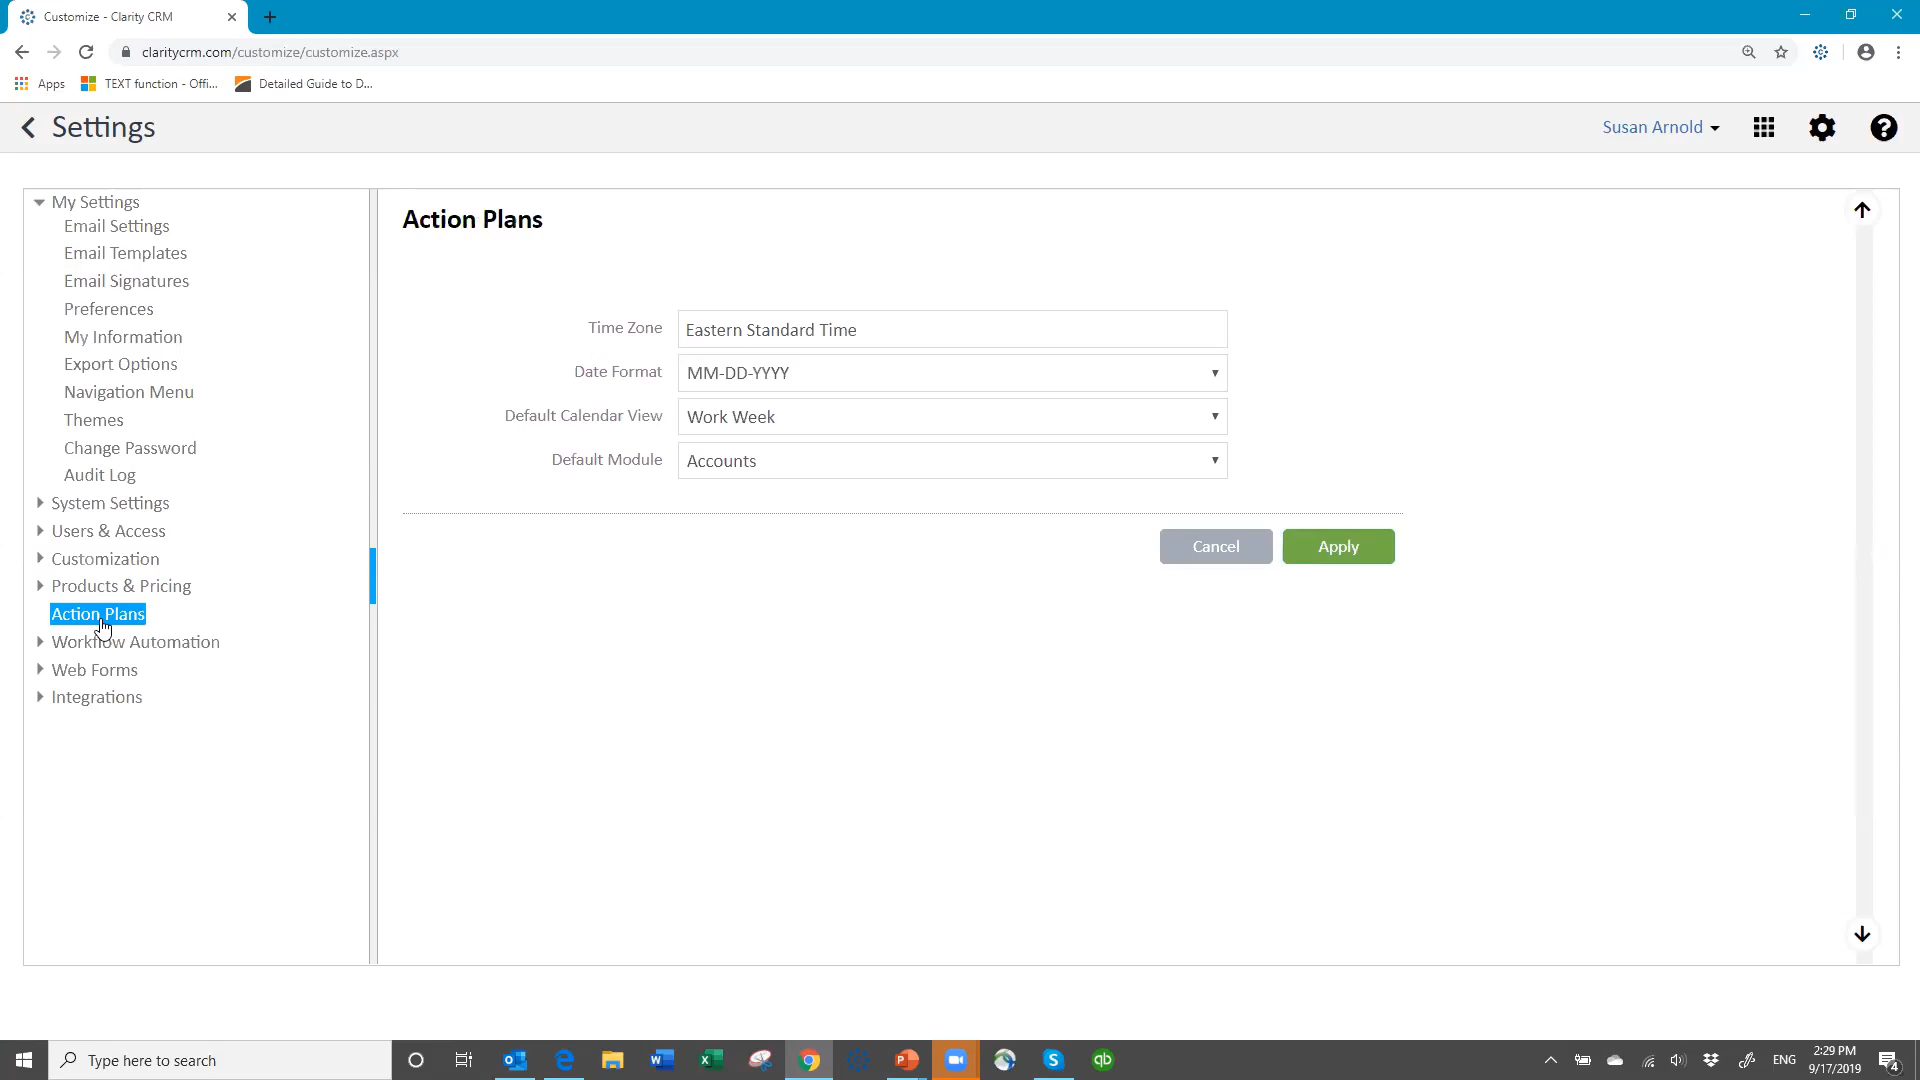 Customize - Clarity CRM
claritycrm.com/customize/customize.aspx
Apps
TEXT function - Offi...
Detailed Guide to D...
Settings
Susan Arnold
My Settings
Email Settings
Email Templates
Email Signatures
Preferences
My Information
Export Options
Navigation Menu
Themes
Change Password
Audit Log
System Settings
Users & Access
Customization
Products & Pricing
Action Plans
Workflow Automation
Web Forms
Integrations
Action Plans
Time Zone
Eastern Standard Time
Date Format
MM-DD-YYYY
Default Calendar View
Work Week
Default Module
Accounts
Cancel
Apply
Type here to search
ENG
2:29 PM
9/17/2019
4